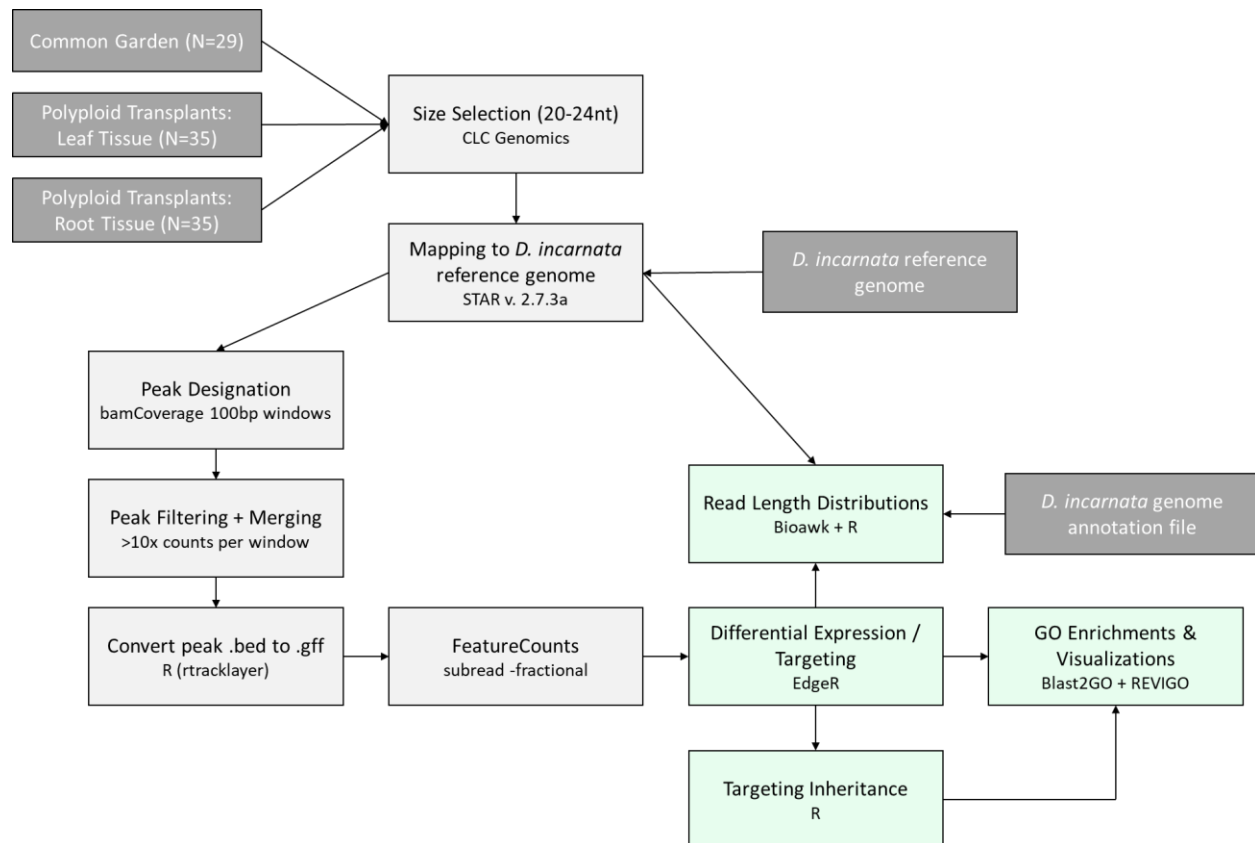 Common Garden (N=29)
Polyploid Transplants:
Leaf Tissue (N=35)
Polyploid Transplants:
Root Tissue (N=35)
Size Selection (20-24nt)
CLC Genomics
Mapping to D. incarnata
reference genome
STAR v. 2.7.3a
D. incarnata reference
genome
Peak Designation
bamCoverage 100bp windows
Peak Filtering + Merging
>10x counts per window
Convert peak .bed to .gff
R (rtracklayer)
FeatureCounts
subread -fractional
Read Length Distributions
Bioawk + R
D. incarnata genome
annotation file
Differential Expression /
Targeting
EdgeR
GO Enrichments &
Visualizations
Blast2GO + REVIGO
Targeting Inheritance
R